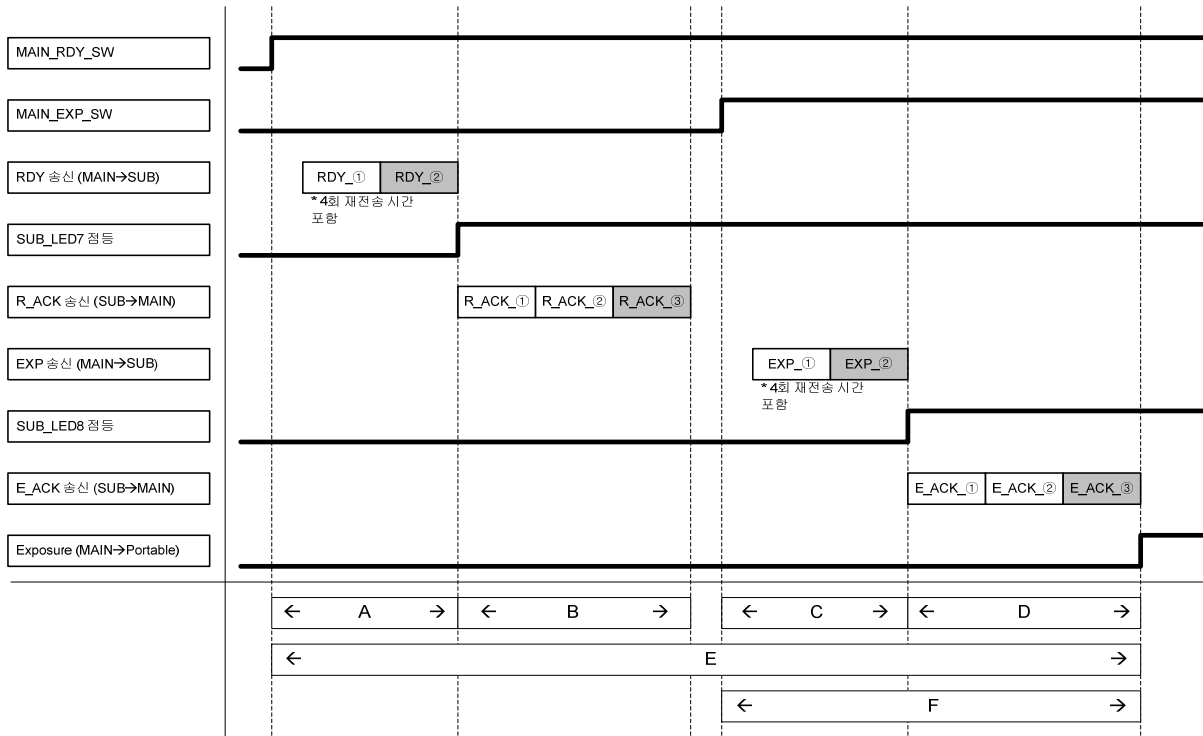 MAIN_RDY_SW
MAIN_EXP_SW
RDY 송신 (MAIN→SUB)
RDY_① RDY_②
* 4회 재전송 시간
포함
SUB_LED7 점등
R_ACK 송신 (SUB→MAIN)
R_ACK_① R_ACK_② R_ACK_③
EXP 송신 (MAIN→SUB)
EXP_① EXP_②
* 4회 재전송 시간
포함
SUB_LED8 점등
E_ACK 송신 (SUB→MAIN)
E_ACK_① E_ACK_② E_ACK_③
Exposure (MAIN→Portable)
← A → ← B → ← C → ← D →
← E →
← F →